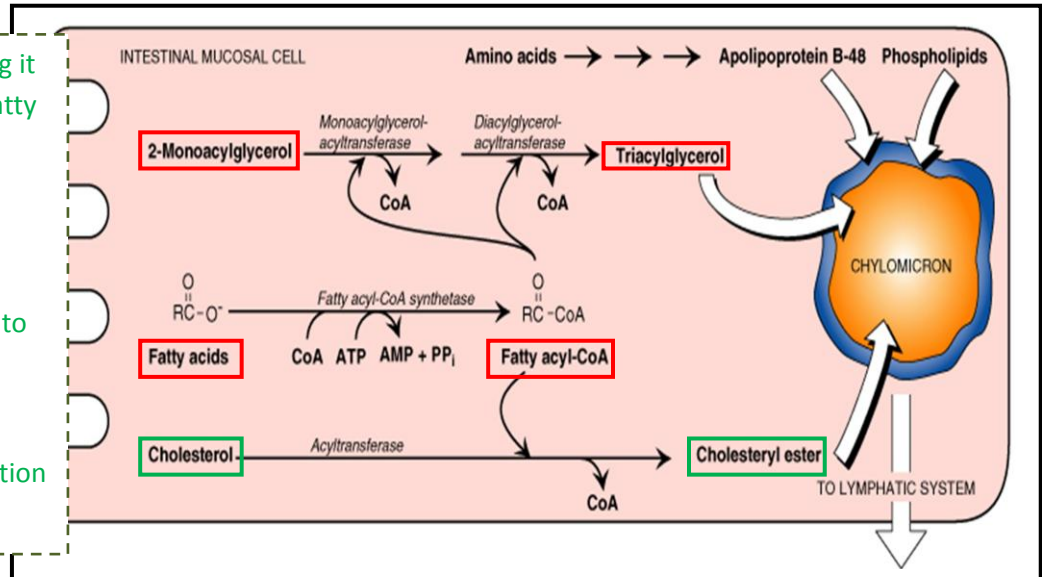 g it
atty
to
tion
INTESTINAL MUCOSAL CELL
Amino acids
Apolipoprotein B-48 Phospholipids
Monoacylglycerol-
acyltransferase
Diacylglycerol-
acyltransferase
2-Monoacylglycerol
Triacylglycerol
CoA
CoA
CHYLOMICRON
O
RC-O-
Fatty acyl-CoA synthetase
O
RC-CoA
Fatty acids
CoA ATP AMP + PPi
Fatty acyl-CoA
Cholesterol
Acyltransferase
Cholesteryl ester
CoA
TO LYMPHATIC SYSTEM